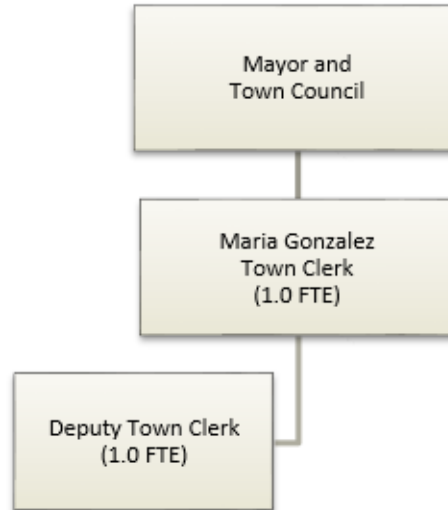 Mayor and
Town Council
Maria Gonzalez
Town Clerk
(1.0 FTE)
Deputy Town Clerk
(1.0 FTE)